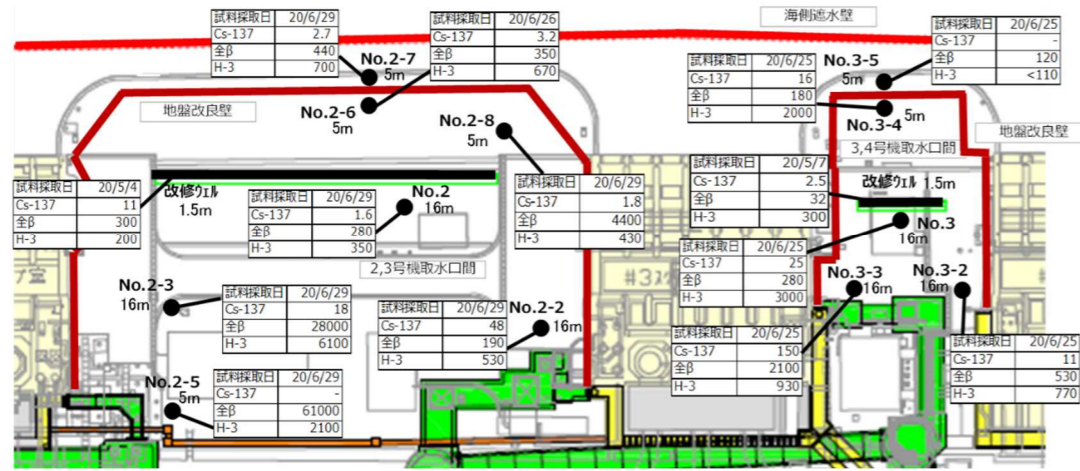 海側遮水壁
試料採取日 20/6/29
Cs-137 2.7
全β 440
H-3 700
試料採取日 20/6/26
Cs-137 3.2
全β 350
H-3 670
試料採取日 20/6/25
Cs-137 -
全β 120
H-3 <110
No.2-7
5m
No.3-5
5m
試料採取日 20/6/25
Cs-137 16
全β 180
H-3 2000
地盤改良壁
No.2-6
5m
No.2-8
5m
5m
No.3-4
地盤改良壁
3,4号機取水口間
試料採取日 20/5/4
Cs-137 11
全β 300
H-3 200
改修ウェル
1.5m
試料採取日 20/6/29
Cs-137 1.6
全β 280
H-3 350
No.2
16m
試料採取日 20/6/29
Cs-137 1.8
全β 4400
H-3 430
試料採取日 20/5/7
Cs-137 2.5
全β 32
H-3 300
改修ウェル 1.5m
No.3
16m
2,3号機取水口間
試料採取日 20/6/25
Cs-137 25
全β 280
H-3 3000
プ室
#3スク
No.2-3
16m
試料採取日 20/6/29
Cs-137 18
全β 28000
H-3 6100
試料採取日 20/6/29
Cs-137 48
全β 190
H-3 530
No.2-2
16m
No.3-3
16m
No.3-2
16m
試料採取日 20/6/25
Cs-137 150
全β 2100
H-3 930
試料採取日 20/6/25
Cs-137 11
全β 530
H-3 770
No.2-5
5m
試料採取日 20/6/29
Cs-137 -
全β 61000
H-3 2100